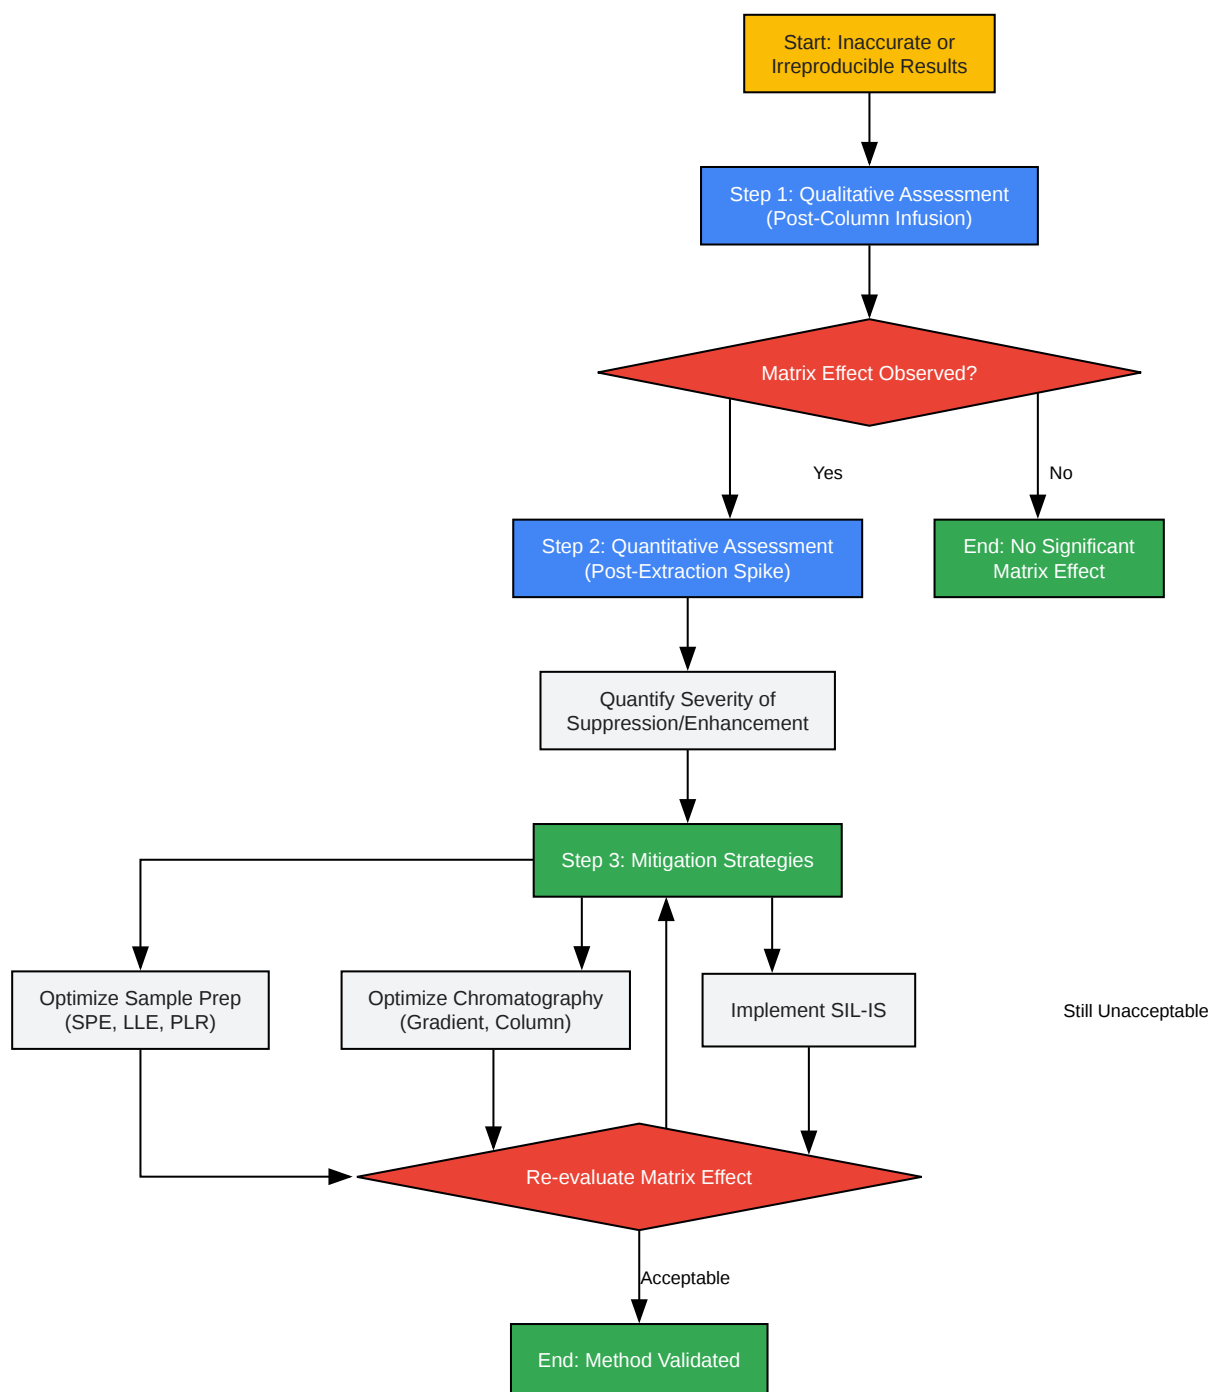 Start: Inaccurate or
Irreproducible Results
Step 1: Qualitative Assessment
(Post-Column Infusion)
Matrix Effect Observed?
Yes
No
Step 2: Quantitative Assessment
(Post-Extraction Spike)
End: No Significant
Matrix Effect
Quantify Severity of
Suppression/Enhancement
Step 3: Mitigation Strategies
Optimize Sample Prep
(SPE, LLE, PLR)
Optimize Chromatography
(Gradient, Column)
Implement SIL-IS
Still Unacceptable
Re-evaluate Matrix Effect
Acceptable
End: Method Validated